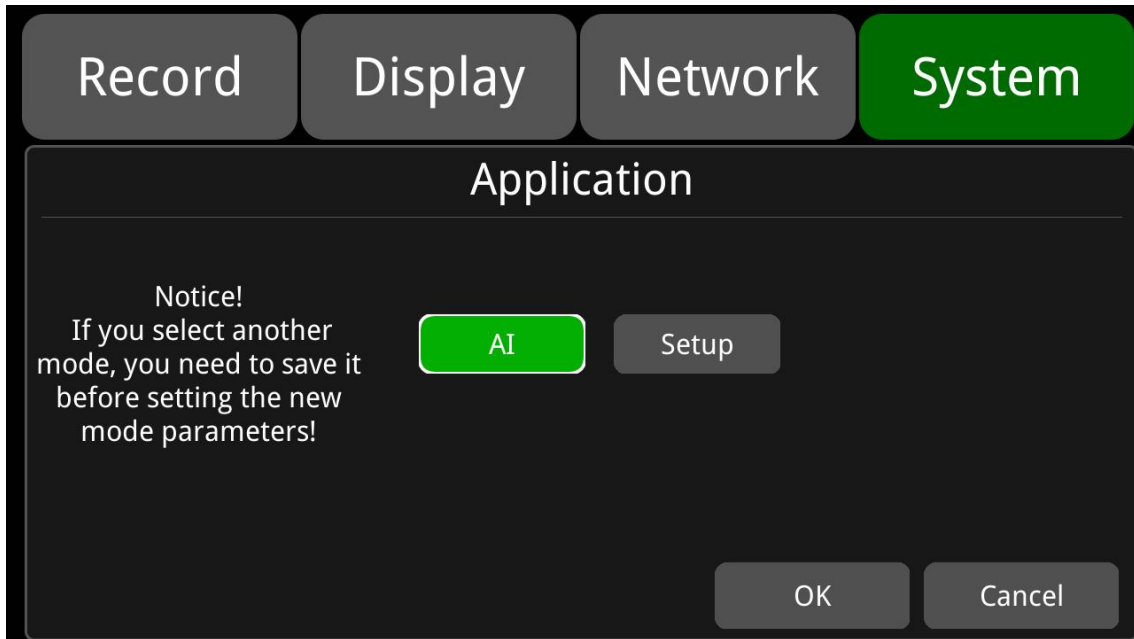 Record Display Network System
Application
Notice!
If you select another
mode, you need to save it
before setting the new
mode parameters!
AI Setup
OK Cancel